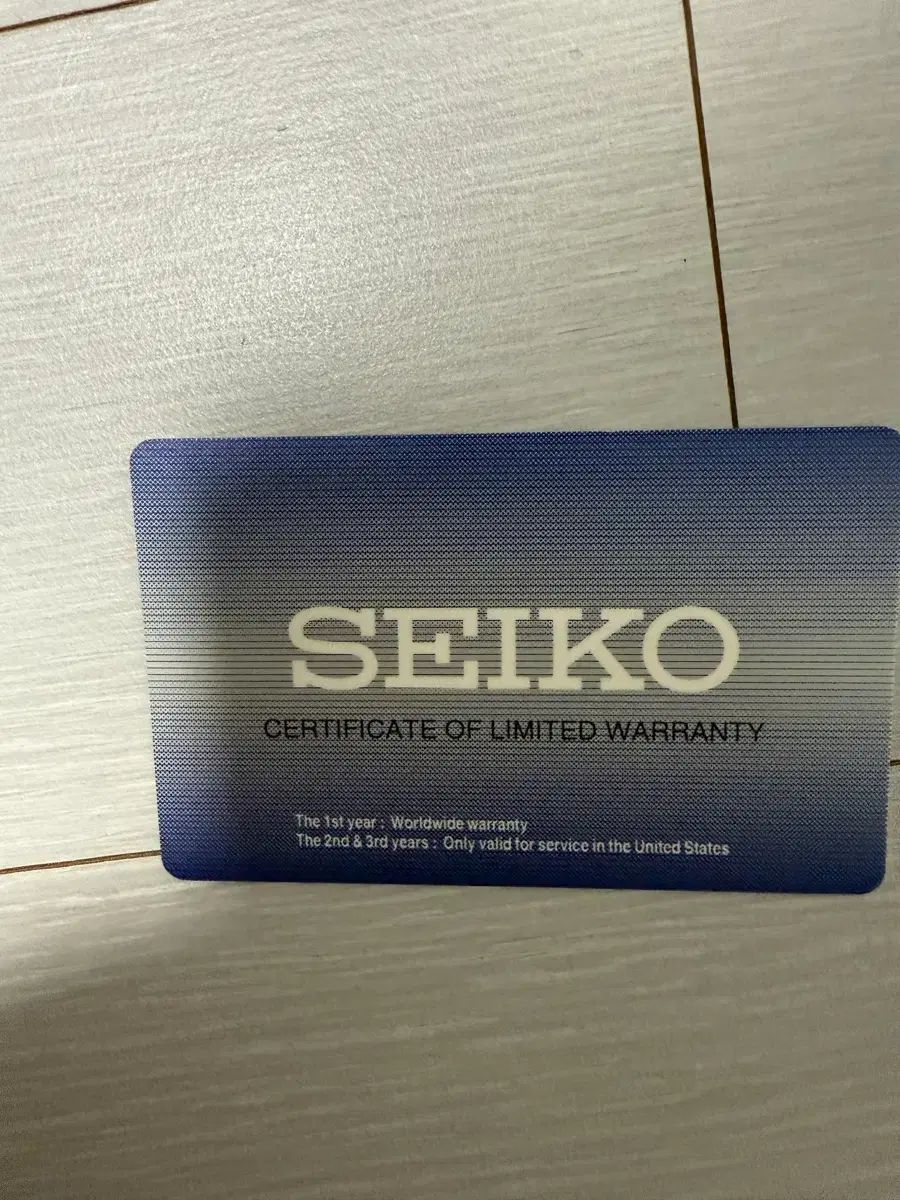 SEIKO
CERTIFICATE OF LIMITED WARRANTY
The 1st year : Worldwide warranty
The 2nd & 3rd years : Only valid for service in the United States